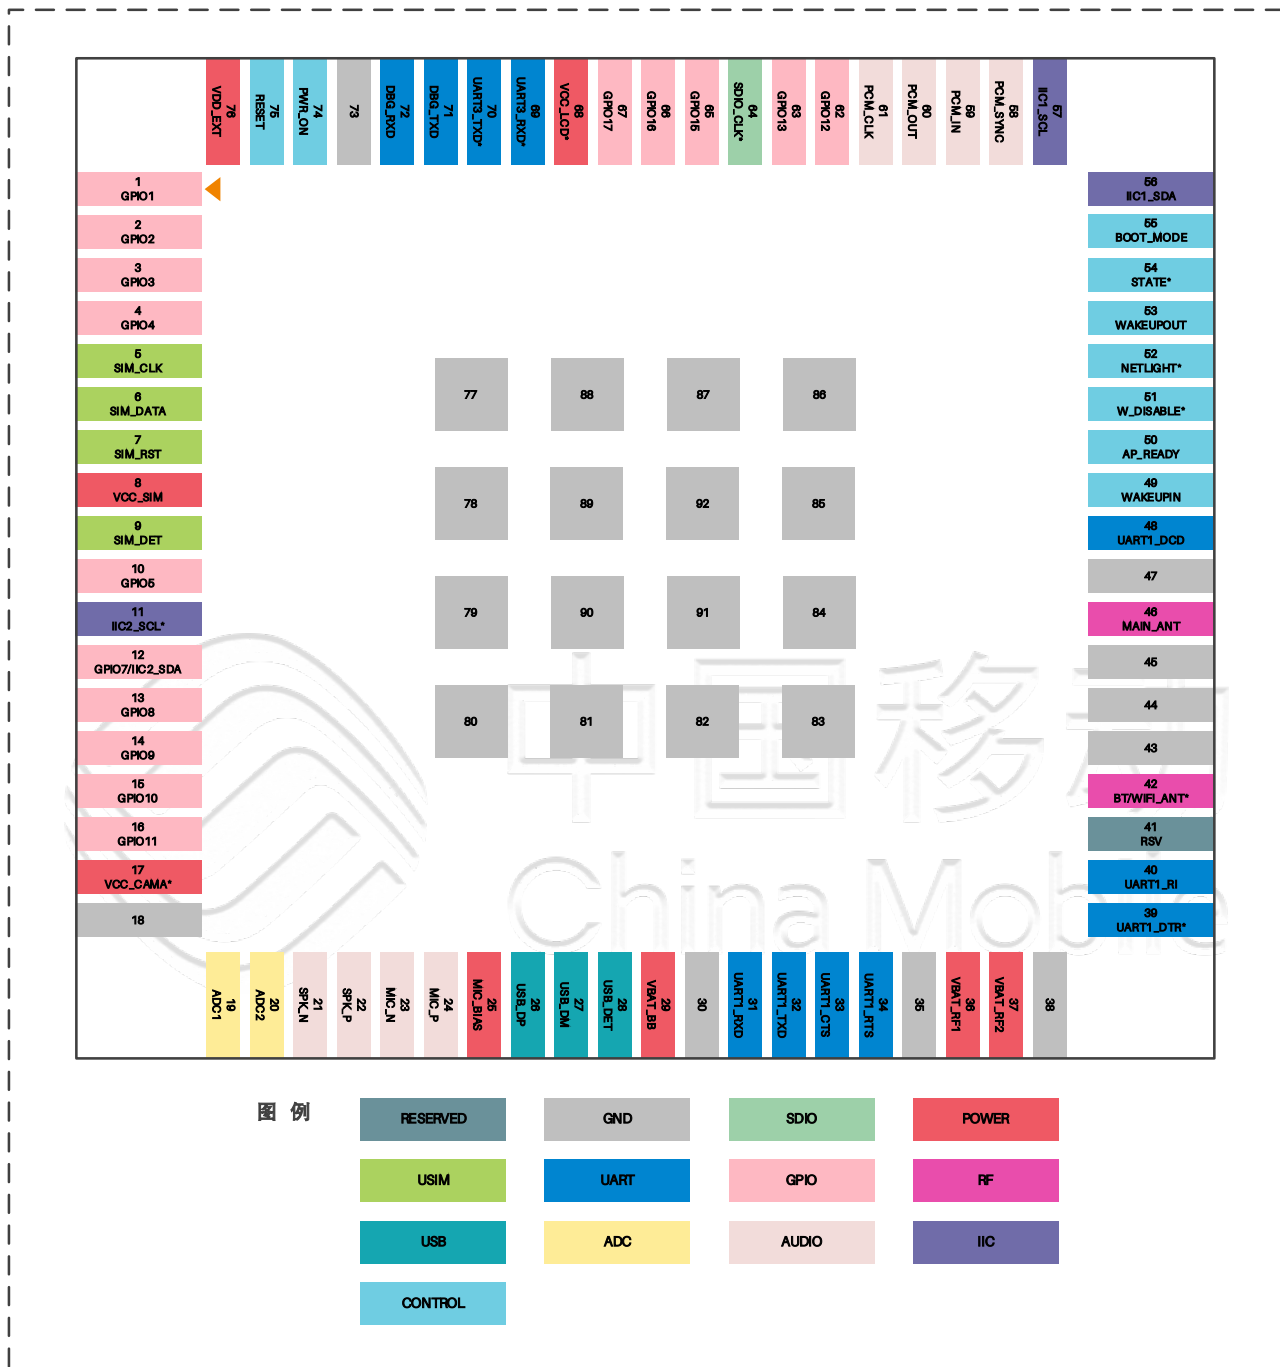 76
VDD_EXT
75
RESET
74
PWR_ON
73
72
DBG_RXD
71
DBG_TXD
70
UART3_TXD*
69
UART3_RXD*
68
VCC_LCD*
67
GPIO17
66
GPIO16
65
GPIO15
64
SDIO_CLK*
63
GPIO13
62
GPIO12
61
PCM_CLK
60
PCM_OUT
59
PCM_IN
58
PCM_SYNC
57
IIC1_SCL
1
GPIO1
2
GPIO2
3
GPIO3
4
GPIO4
5
SIM_CLK
6
SIM_DATA
7
SIM_RST
8
VCC_SIM
9
SIM_DET
10
GPIO5
11
IIC2_SCL*
12
GPIO7/IIC2_SDA
13
GPIO8
14
GPIO9
15
GPIO10
16
GPIO11
17
VCC_CAMA*
18
77
88
87
86
78
89
92
85
79
90
91
84
80
81
82
83
56
IIC1_SDA
55
BOOT_MODE
54
STATE*
53
WAKEUPOUT
52
NETLIGHT*
51
W_DISABLE*
50
AP_READY
49
WAKEUPIN
48
UART1_DCD
47
46
MAIN_ANT
45
44
43
42
BT/WIFI_ANT*
41
RSV
40
UART1_RI
39
UART1_DTR*
中国移动
China Mobile
19
ADC1
20
ADC2
21
SPK_N
22
SPK_P
23
MIC_N
24
MIC_P
25
MIC_BIAS
26
USB_DP
27
USB_DM
28
USB_DET
29
VBAT_BB
30
31
UART1_RXD
32
UART1_TXD
33
UART1_CTS
34
UART1_RTS
35
36
VBAT_RF1
37
VBAT_RF2
38
图 例
RESERVED
GND
SDIO
POWER
USIM
UART
GPIO
RF
USB
ADC
AUDIO
IIC
CONTROL